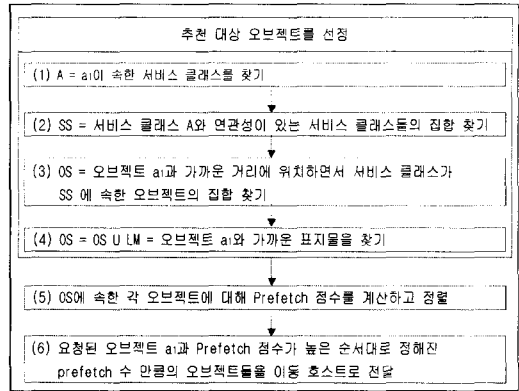 추천 대상 오브젝트를 선정
(1) A = a1이 속한 서비스 클래스를 찾기
(2) SS = 서비스 클래스 A와 연관성이 있는 서비스 클래스들의 집합 찾기
(3) OS = 오브젝트 a1과 가까운 거리에 위치하면서 서비스 클래스가
SS 에 속한 오브젝트의 집합 찾기
(4) OS = OS U LM = 오브젝트 a1와 가까운 표지물을 찾기
(5) OS에 속한 각 오브젝트에 대해 Prefetch 점수를 계산하고 정렬
(6) 요청된 오브젝트 a1과 Prefetch 점수가 높은 순서대로 정해진
prefetch 수 만큼의 오브젝트들을 이동 호스트로 전달